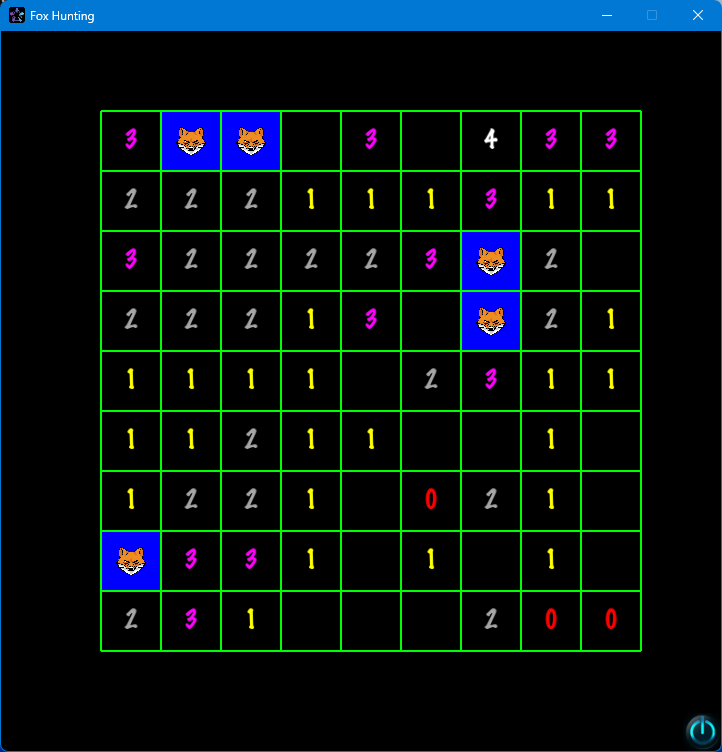 Fox Hunting
3 3 4 3 3
2 2 2 1 1 1 3 1 1
3 2 2 2 2 3 2
2 2 2 1 3 2 1
1 1 1 1 2 3 1 1
1 1 2 1 1 1
1 2 2 1 0 2 1
3 3 1 1 1
2 3 1 2 0 0